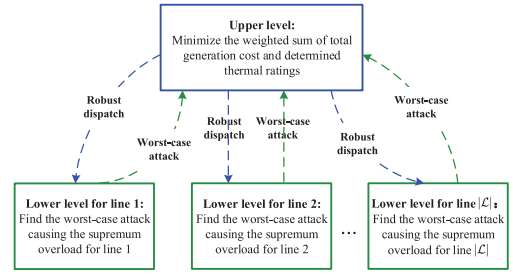 Upper level:
Minimize the weighted sum of total
generation cost and determined
thermal ratings
Robust
dispatch
Worst-case
attack
Robust
dispatch
Worst-case
attack
Robust
dispatch
Worst-case
attack
Lower level for line 1:
Find the worst-case attack
causing the supremum
overload for line 1
Lower level for line 2:
Find the worst-case attack
causing the supremum
overload for line 2
...
Lower level for line |ℒ|:
Find the worst-case attack
causing the supremum
overload for line |ℒ|